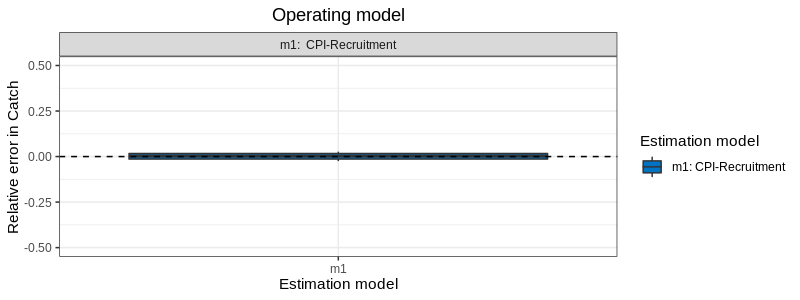 Operating model
m1: CPI-Recruitment
0.50
0.25
0.00
-0.25
-0.50
Relative error in Catch
m1
Estimation model
Estimation model
m1: CPI-Recruitment